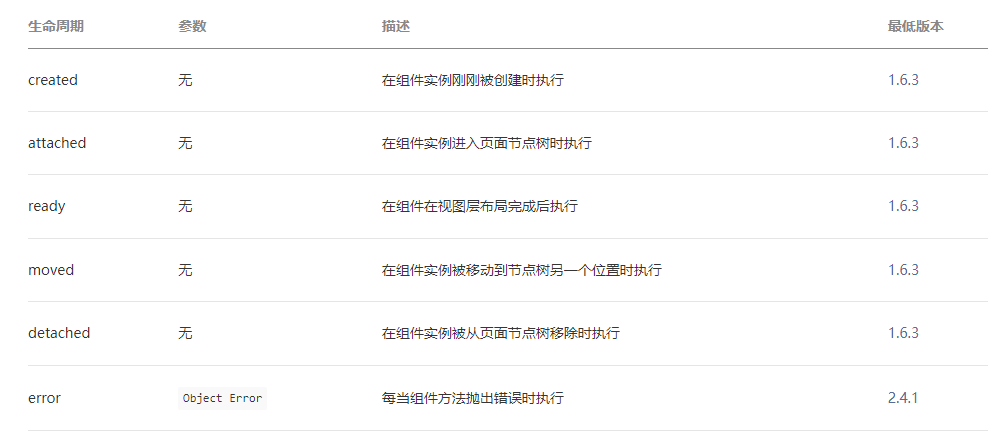 生命周期 参数 描述 最低版本
created 无 在组件实例刚刚被创建时执行 1.6.3
attached 无 在组件实例进入页面节点树时执行 1.6.3
ready 无 在组件在视图层布局完成后执行 1.6.3
moved 无 在组件实例被移动到节点树另一个位置时执行 1.6.3
detached 无 在组件实例被从页面节点树移除时执行 1.6.3
error Object Error 每当组件方法抛出错误时执行 2.4.1